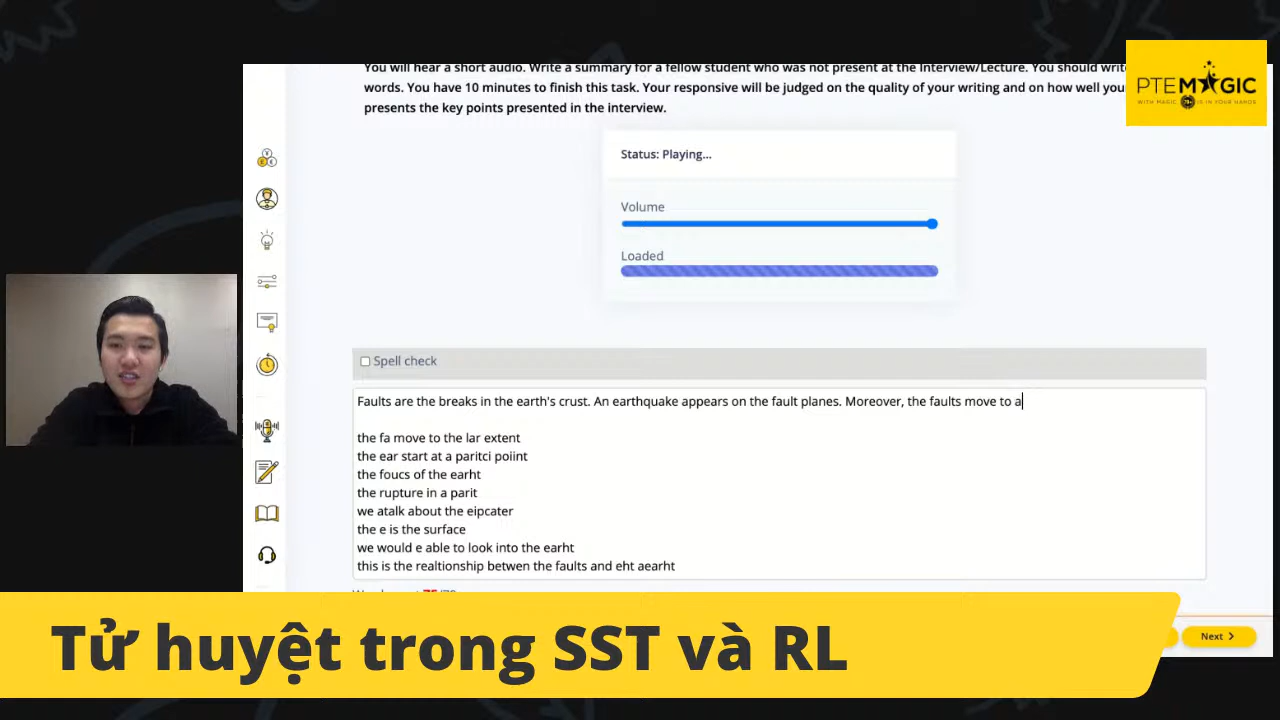 You will hear a short audio. Write a summary for a fellow student who was not present at the Interview/Lecture. You should
words. You have 10 minutes to finish this task. Your responsive will be judged on the quality of your writing and on how well
presents the key points presented in the interview.
PTE MAGIC
WITH MAGIC 79+ IS IN YOUR HANDS
Status: Playing...
Volume
Loaded
Spell check
Faults are the breaks in the earth's crust. An earthquake appears on the fault planes. Moreover, the faults move to a
the fa move to the lar extent
the ear start at a paritci poiint
the foucs of the earht
the rupture in a parit
we atalk about the eipcater
the e is the surface
we would e able to look into the earht
this is the realtionship betwen the faults and eht aearht
Next
Tử huyệt trong SST và RL